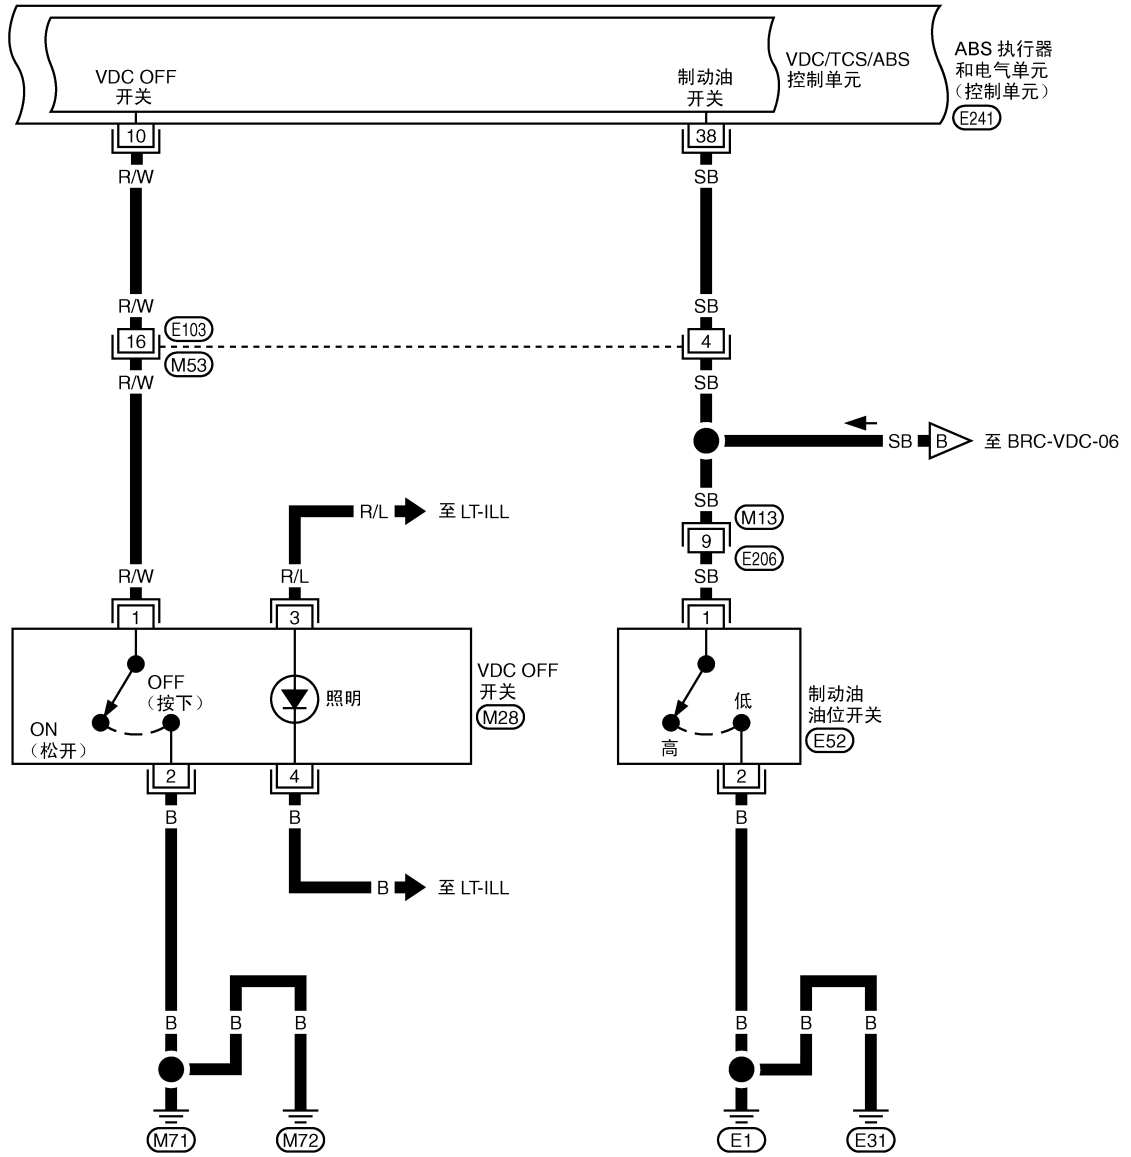 VDC OFF
开关
制动油
开关
VDC/TCS/ABS
控制单元
ABS 执行器
和电气单元
（控制单元）
E241
10
38
R/W
SB
R/W
SB
16
E103
M53
4
R/W
SB
SB
B
至 BRC-VDC-06
SB
R/L
至 LT-ILL
M13
9
E206
R/W
R/L
SB
1
3
1
OFF
（按下）
ON
（松开）
照明
VDC OFF
开关
M28
低
高
制动油
油位开关
E52
2
4
2
B
B
B
B
至 LT-ILL
B
B
B
B
B
B
M71
M72
E1
E31